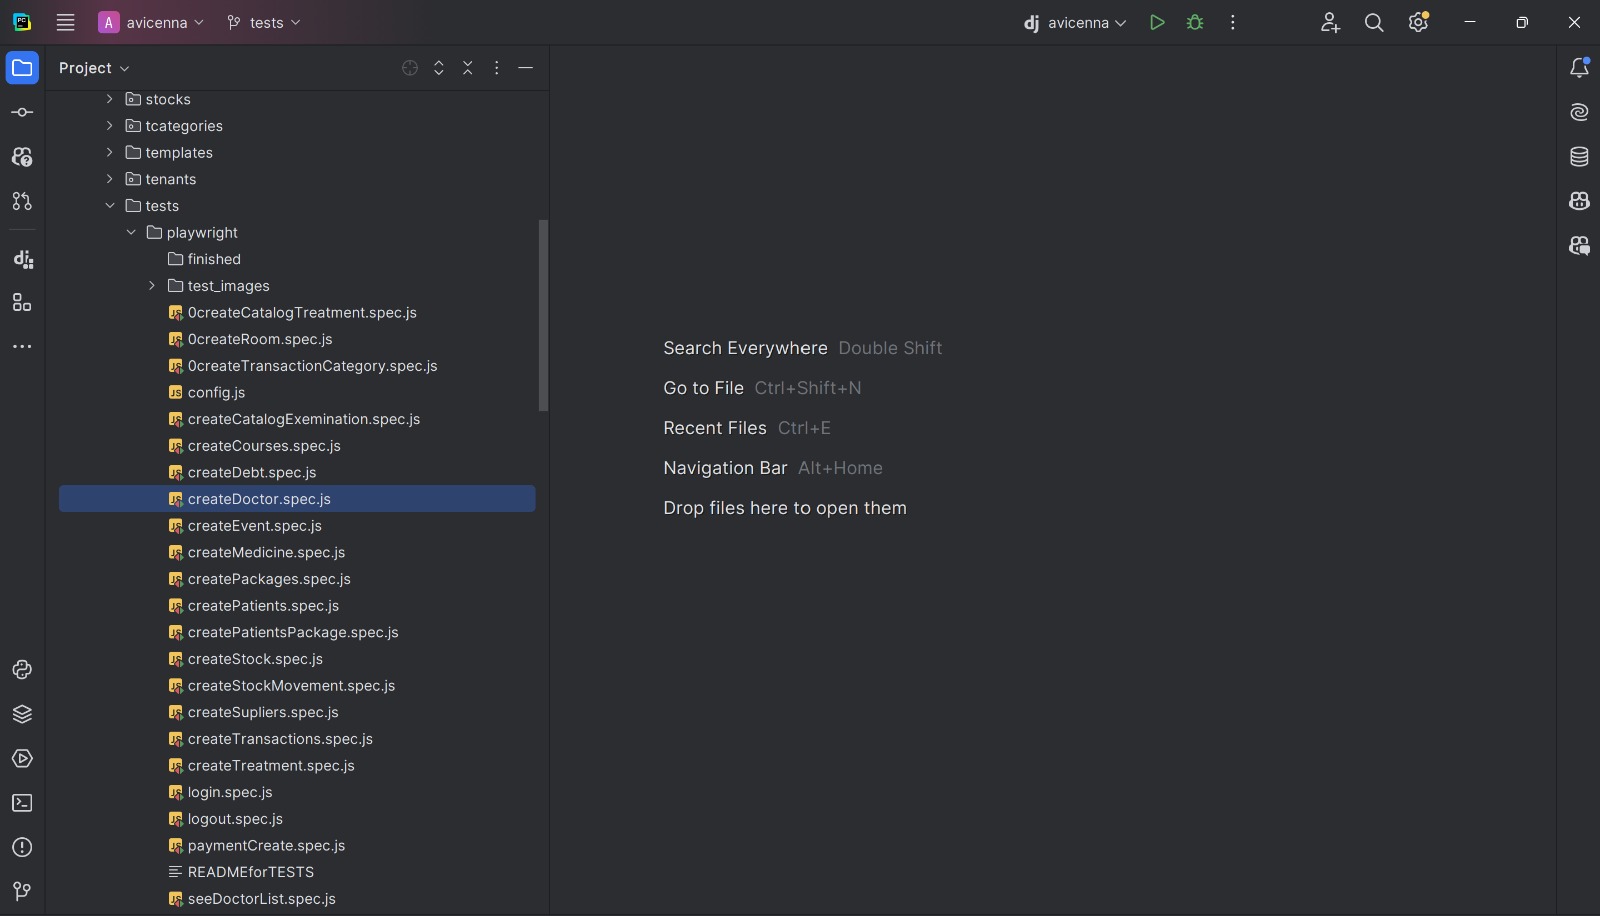 avicenna
tests
avicenna
Project
stocks
tcategories
templates
tenants
tests
playwright
finished
test_images
0createCatalogTreatment.spec.js
0createRoom.spec.js
0createTransactionCategory.spec.js
config.js
createCatalogExemination.spec.js
createCourses.spec.js
createDebt.spec.js
createDoctor.spec.js
createEvent.spec.js
createMedicine.spec.js
createPackages.spec.js
createPatients.spec.js
createPatientsPackage.spec.js
createStock.spec.js
createStockMovement.spec.js
createSupliers.spec.js
createTransactions.spec.js
createTreatment.spec.js
login.spec.js
logout.spec.js
paymentCreate.spec.js
READMEforTESTS
seeDoctorList.spec.js
Search Everywhere Double Shift
Go to File Ctrl+Shift+N
Recent Files Ctrl+E
Navigation Bar Alt+Home
Drop files here to open them